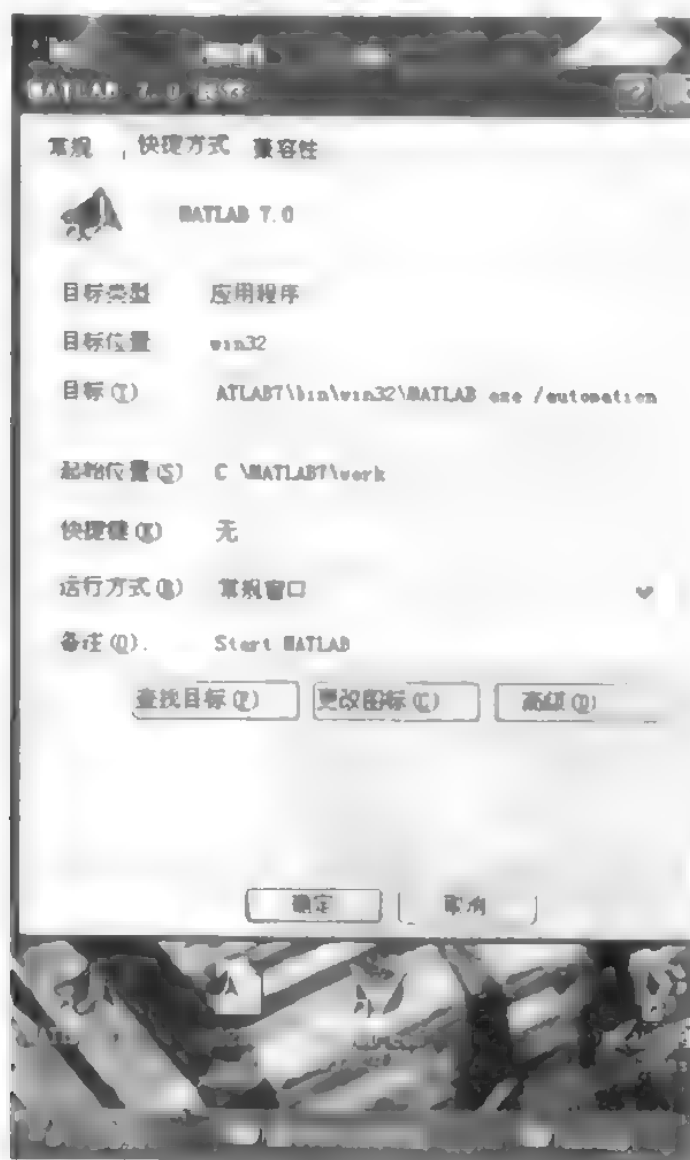 MATLAB 7.0 属性
常规 快捷方式 兼容性
MATLAB 7.0
目标类型 应用程序
目标位置 win32
目标(T) ATLAB7\bin\win32\MATLAB exe /automation
起始位置(S) C \MATLAB7\work
快捷键(K) 无
运行方式(R) 常规窗口
备注(O). Start MATLAB
查找目标(F) 更改图标(C) 高级(D)
确定 取消